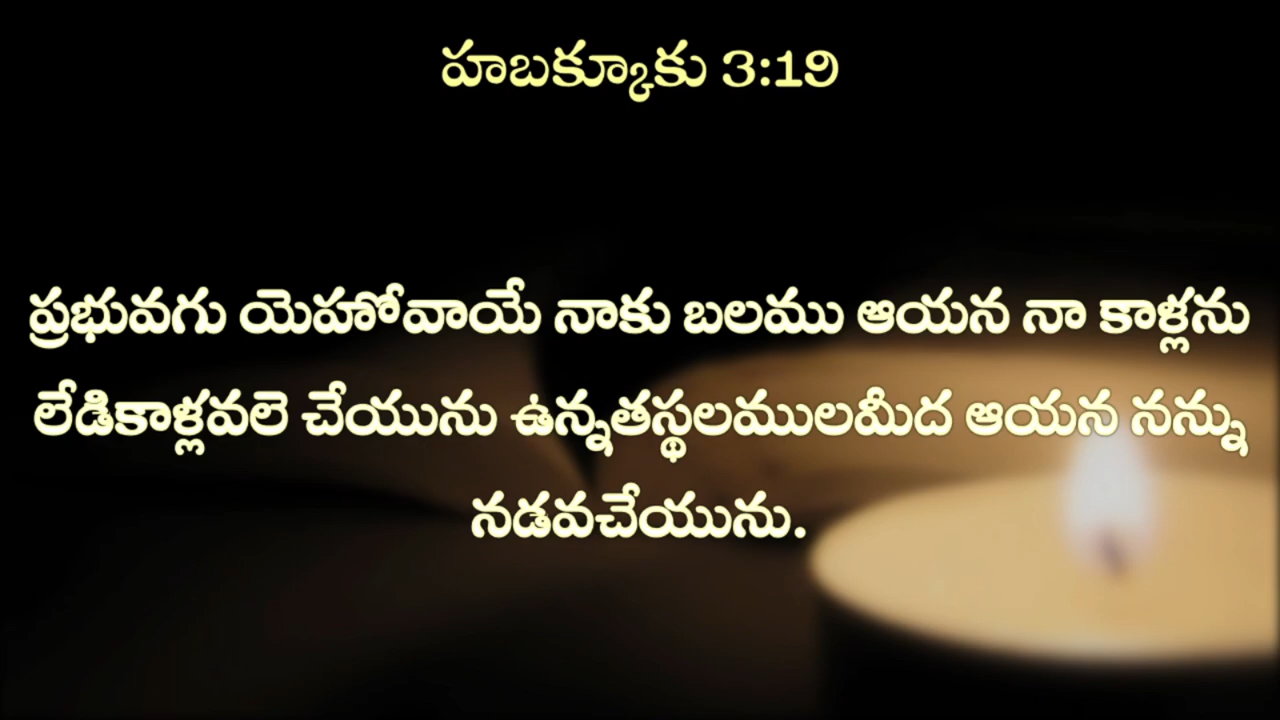 హబక్కూకు 3:19
ప్రభువగు యెహోవాయే నాకు బలము ఆయన నా కాళ్లను
లేడికాళ్లవలె చేయును ఉన్నతస్థలములమీద ఆయన నన్ను
నడవచేయును.